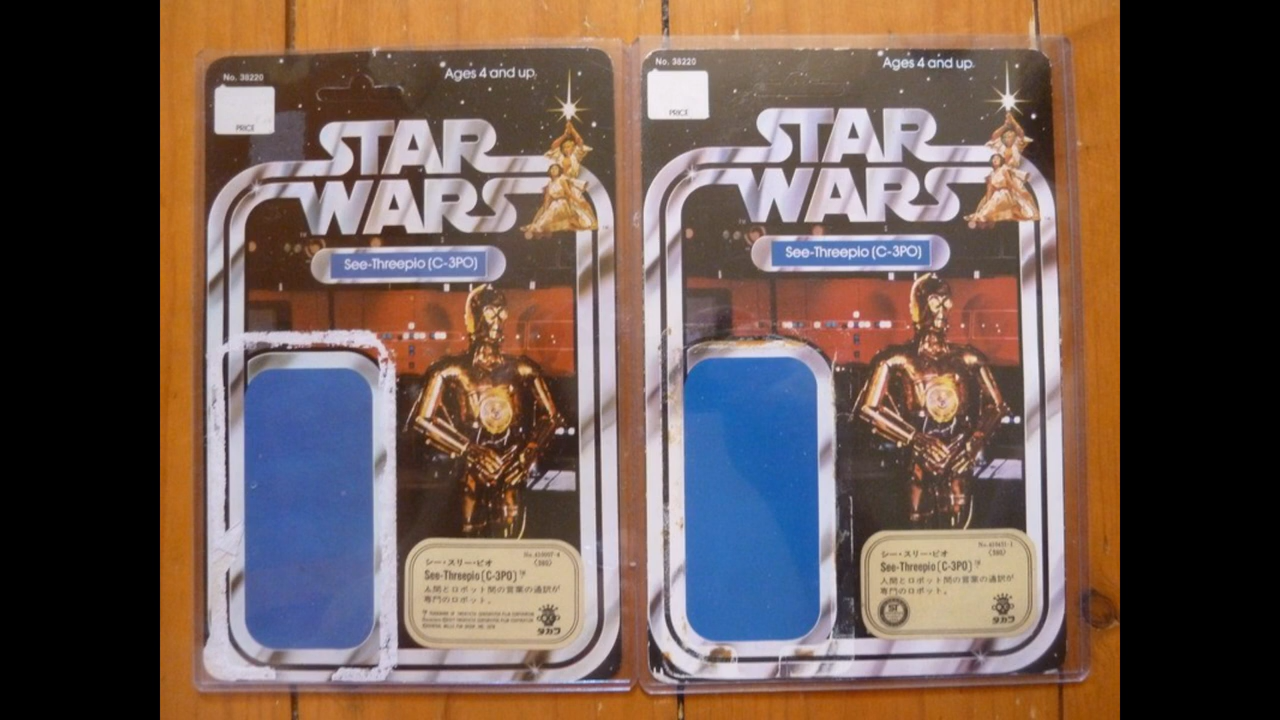 No. 38220
Ages 4 and up
PRICE
STAR
WARS
See-Threepio (C-3PO)
シー・スリー・ピオ
See-Threepio (C-3PO)
人間とロボット間の言葉の通訳が
専門のロボット。
タカラ
No. 38220
Ages 4 and up
PRICE
STAR
WARS
See-Threepio (C-3PO)
シー・スリー・ピオ
See-Threepio (C-3PO)
人間とロボット間の言葉の通訳が
専門のロボット。
ST
タカラ